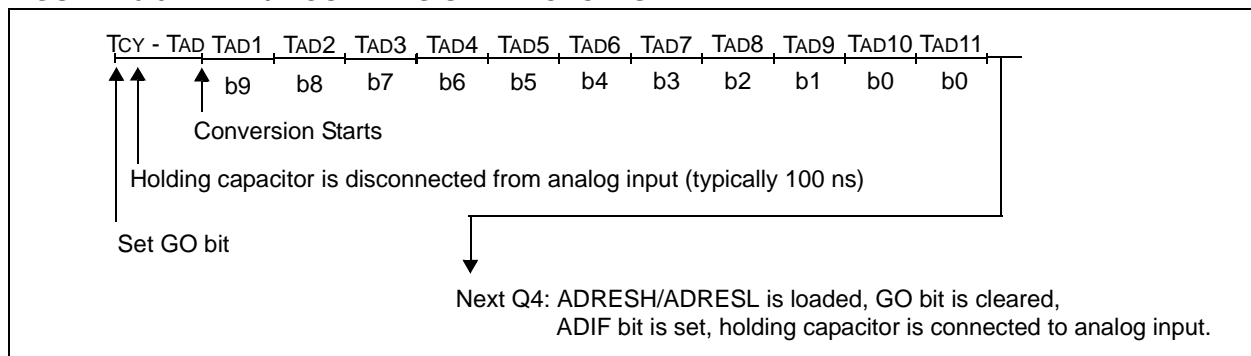 TCY - TAD TAD1 TAD2 TAD3 TAD4 TAD5 TAD6 TAD7 TAD8 TAD9 TAD10 TAD11
b9 b8 b7 b6 b5 b4 b3 b2 b1 b0 b0
Conversion Starts
Holding capacitor is disconnected from analog input (typically 100 ns)
Set GO bit
Next Q4: ADRESH/ADRESL is loaded, GO bit is cleared,
ADIF bit is set, holding capacitor is connected to analog input.